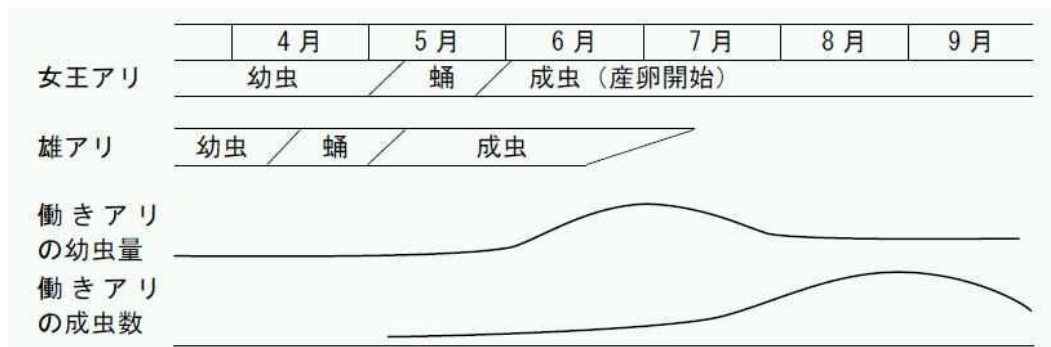 4月 5月 6月 7月 8月 9月
女王アリ 幼虫 蛹 成虫（産卵開始）
雄アリ 幼虫 蛹 成虫
働きアリ
の幼虫量
働きアリ
の成虫数